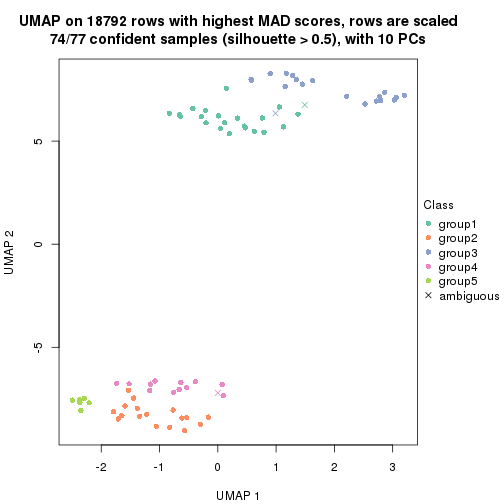 UMAP on 18792 rows with highest MAD scores, rows are scaled
74/77 confident samples (silhouette > 0.5), with 10 PCs
5
0
-5
UMAP 2
-2
-1
0
1
2
3
UMAP 1
Class
group1
group2
group3
group4
group5
ambiguous